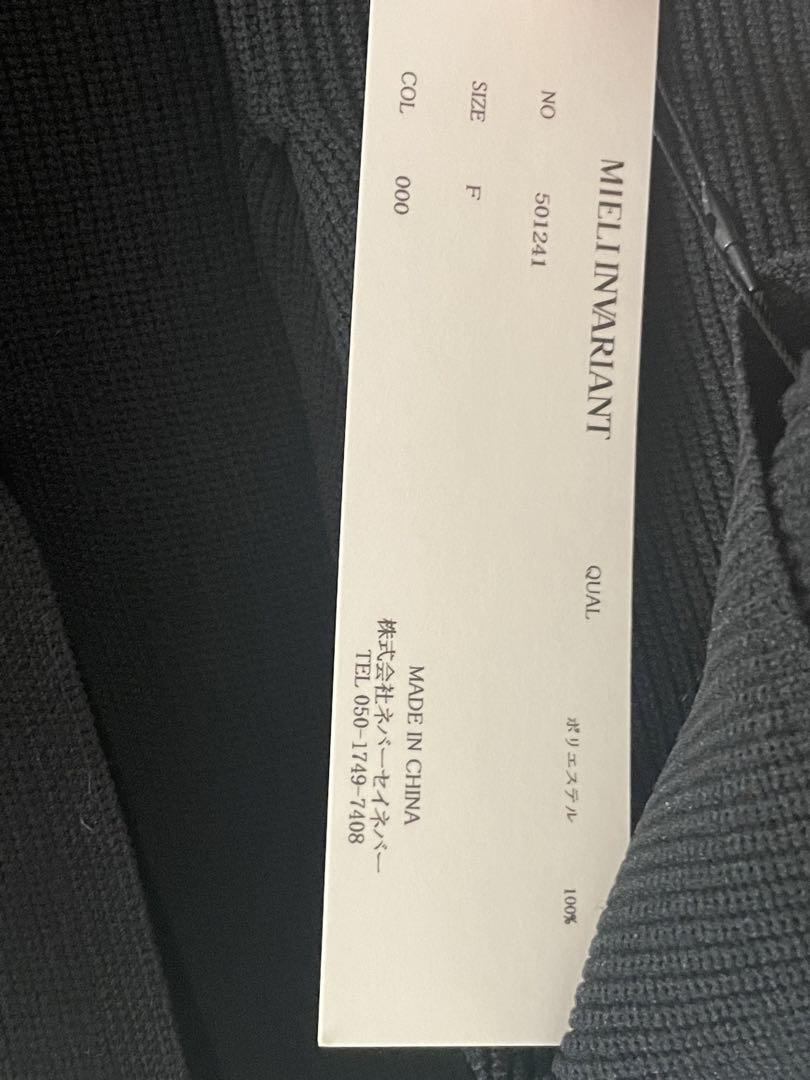 MIELI INVARIANT
NO 501241
SIZE F
COL 000
QUAL
ポリエステル 100%
MADE IN CHINA
株式会社ネバーセイネバー
TEL 050-1749-7408